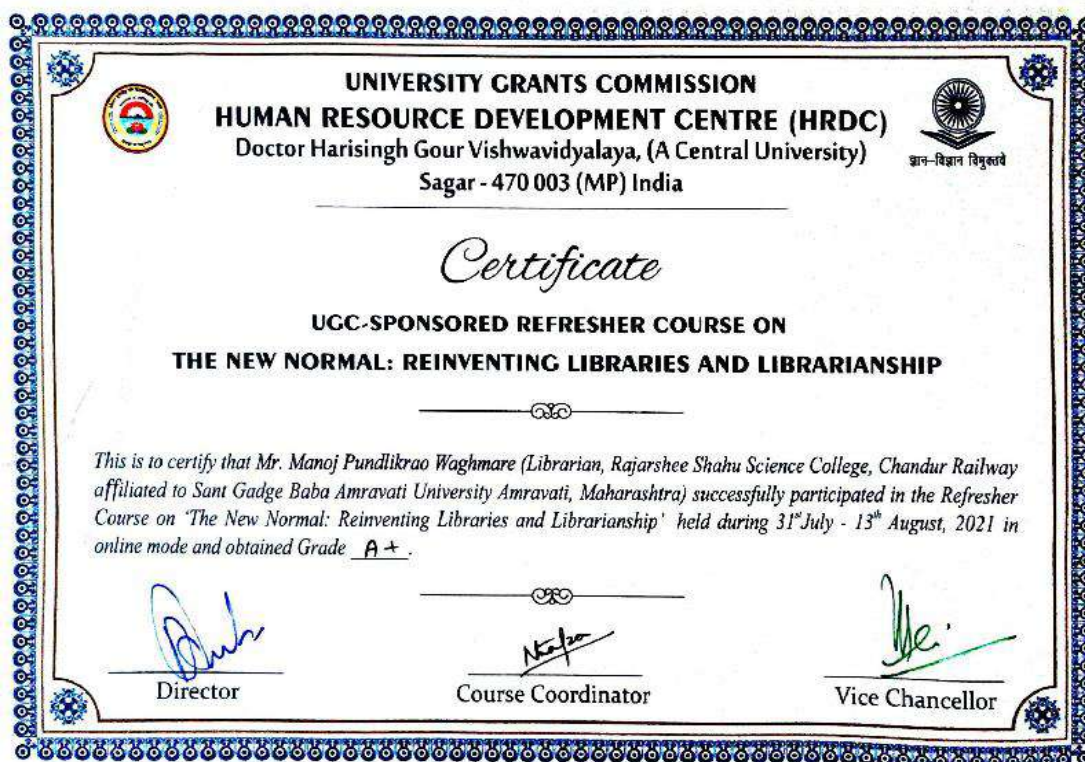 UNIVERSITY GRANTS COMMISSION
HUMAN RESOURCE DEVELOPMENT CENTRE (HRDC)
Doctor Harisingh Gour Vishwavidyalaya, (A Central University)
Sagar - 470 003 (MP) India
ज्ञान-विज्ञान विमुक्तये
Certificate
UGC-SPONSORED REFRESHER COURSE ON
THE NEW NORMAL: REINVENTING LIBRARIES AND LIBRARIANSHIP
This is to certify that Mr. Manoj Pundlikrao Waghmare (Librarian, Rajarshee Shahu Science College, Chandur Railway
affiliated to Sant Gadge Baba Amravati University Amravati, Maharashtra) successfully participated in the Refresher
Course on 'The New Normal: Reinventing Libraries and Librarianship' held during 31st July - 13th August, 2021 in
online mode and obtained Grade A+.
Director
Course Coordinator
Vice Chancellor